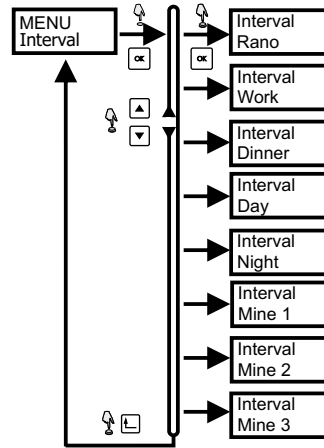 MENU
Interval
OK
OK
Interval
Rano
Interval
Work
Interval
Dinner
Interval
Day
Interval
Night
Interval
Mine 1
Interval
Mine 2
Interval
Mine 3